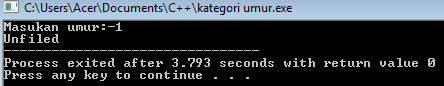 C:\Users\Acer\Documents\C++\kategori umur.exe
Masukan umur:-1
Unfiled
--------------------------------
Process exited after 3.793 seconds with return value 0
Press any key to continue . . .